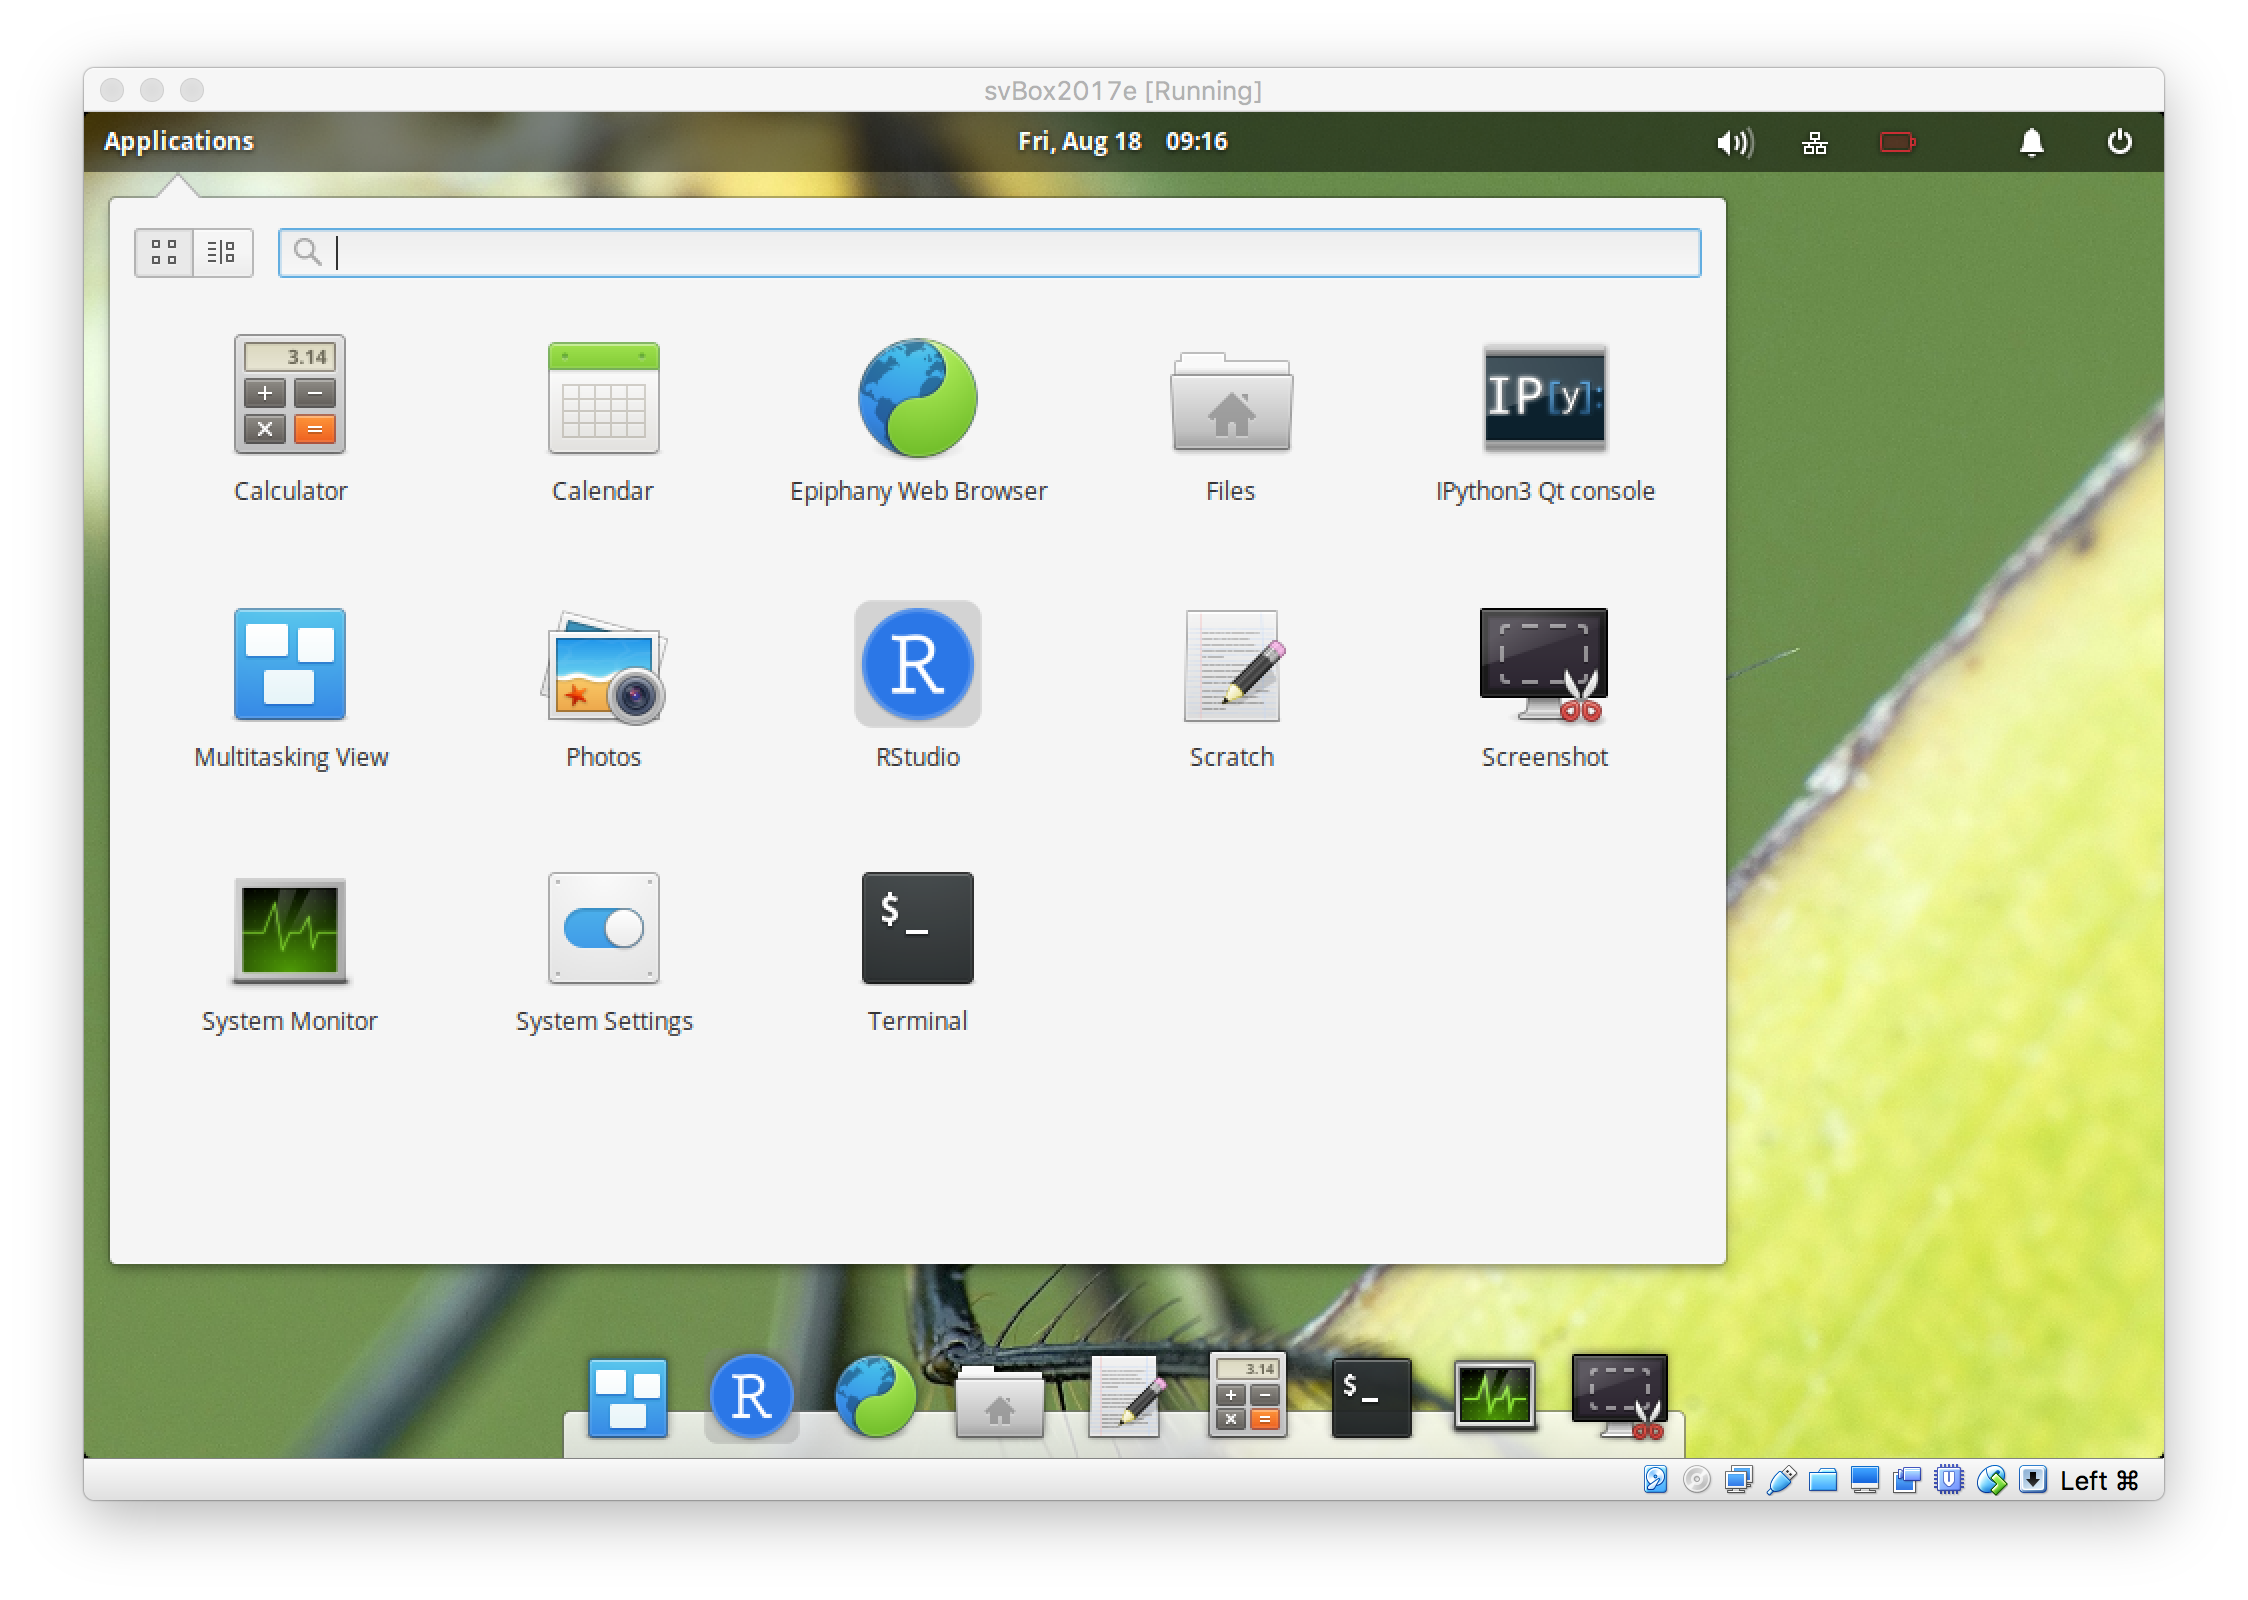 svBox2017e [Running]
Applications
Fri, Aug 18 09:16
3.14
+ −
× =
Calculator
Calendar
Epiphany Web Browser
Files
IP[y]:
IPython3 Qt console
Multitasking View
Photos
R
RStudio
Scratch
Screenshot
System Monitor
System Settings
$_
Terminal
R
3.14
+ −
× =
$_
Left ⌘